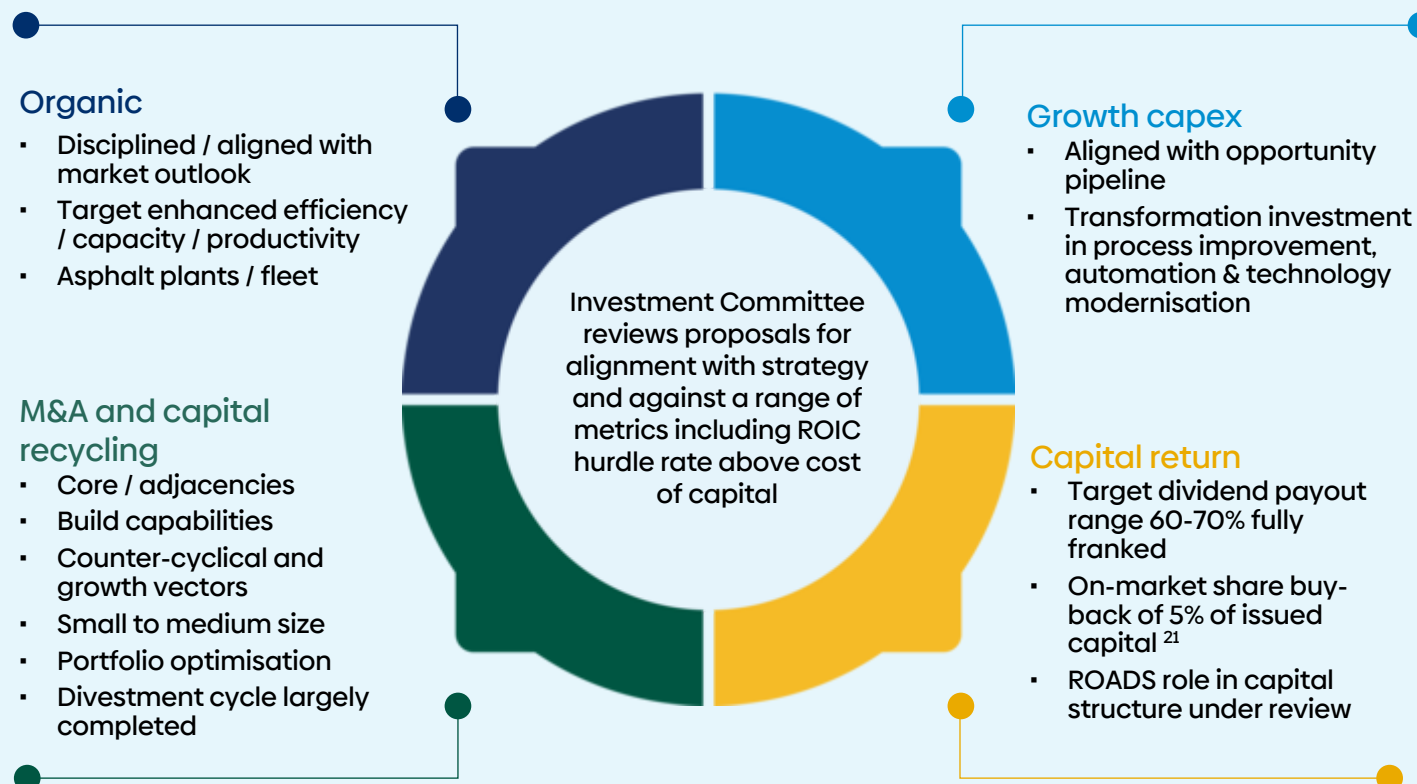 Organic
▪ Disciplined / aligned with
market outlook
▪ Target enhanced efficiency
/ capacity / productivity
▪ Asphalt plants / fleet
Growth capex
▪ Aligned with opportunity
pipeline
▪ Transformation investment
in process improvement,
automation & technology
modernisation
Investment Committee
reviews proposals for
alignment with strategy
and against a range of
metrics including ROIC
hurdle rate above cost
of capital
M&A and capital
recycling
▪ Core / adjacencies
▪ Build capabilities
▪ Counter-cyclical and
growth vectors
▪ Small to medium size
▪ Portfolio optimisation
▪ Divestment cycle largely
completed
Capital return
▪ Target dividend payout
range 60-70% fully
franked
▪ On-market share buy-
back of 5% of issued
capital 21
▪ ROADS role in capital
structure under review